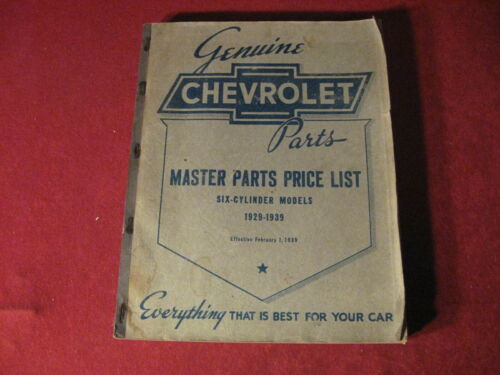 Genuine
CHEVROLET
Parts
MASTER PARTS PRICE LIST
SIX-CYLINDER MODELS
1929-1939
Effective February 1, 1939
Everything THAT IS BEST FOR YOUR CAR